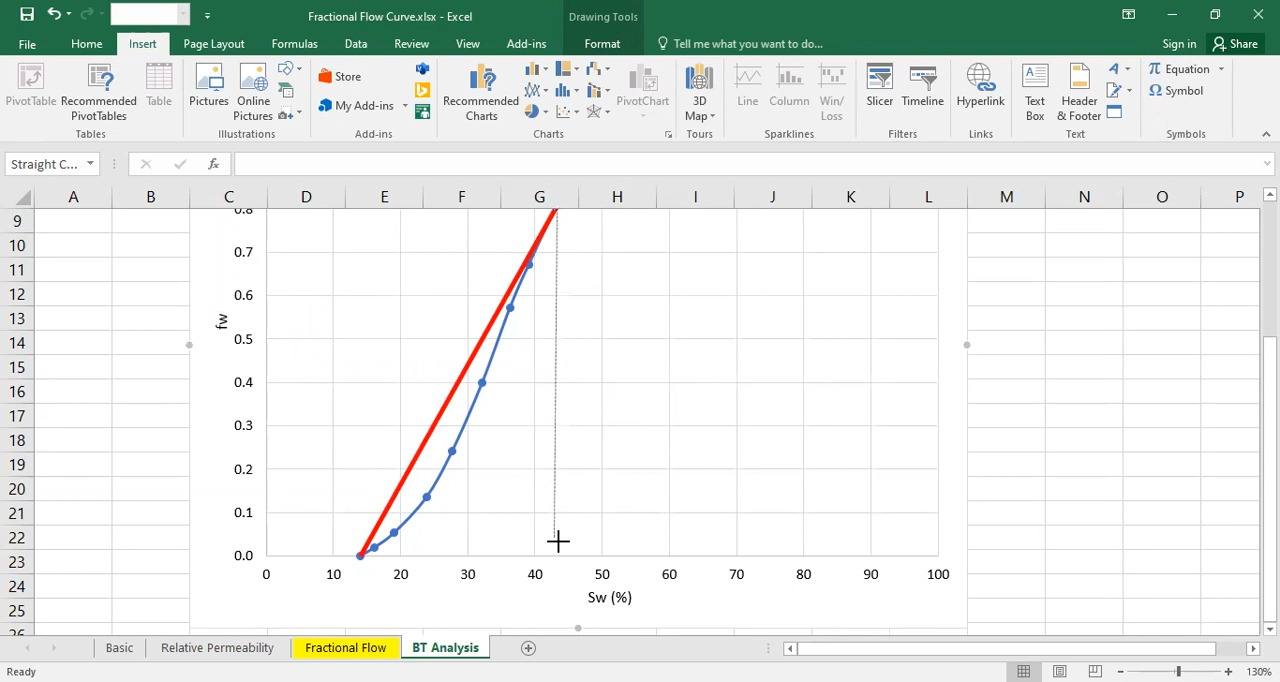 Fractional Flow Curve.xlsx - Excel
Drawing Tools
File Home Insert Page Layout Formulas Data Review View Add-ins Format Tell me what you want to do... Sign in Share
PivotTable Recommended PivotTables Table
Tables
Pictures Online Pictures
Illustrations
Store
My Add-ins
Add-ins
Recommended Charts
PivotChart
Charts
3D Map
Tours
Line Column Win/Loss
Sparklines
Slicer Timeline
Filters
Hyperlink
Links
Text Box Header & Footer
Text
Equation
Symbol
Symbols
Straight C...
fx
A B C D E F G H I J K L M N O P
9
10
11
12
13
14
15
16
17
18
19
20
21
22
23
24
25
26
0.8
0.7
0.6
0.5
0.4
0.3
0.2
0.1
0.0
fw
0 10 20 30 40 50 60 70 80 90 100
Sw (%)
Basic Relative Permeability Fractional Flow BT Analysis
Ready
130%